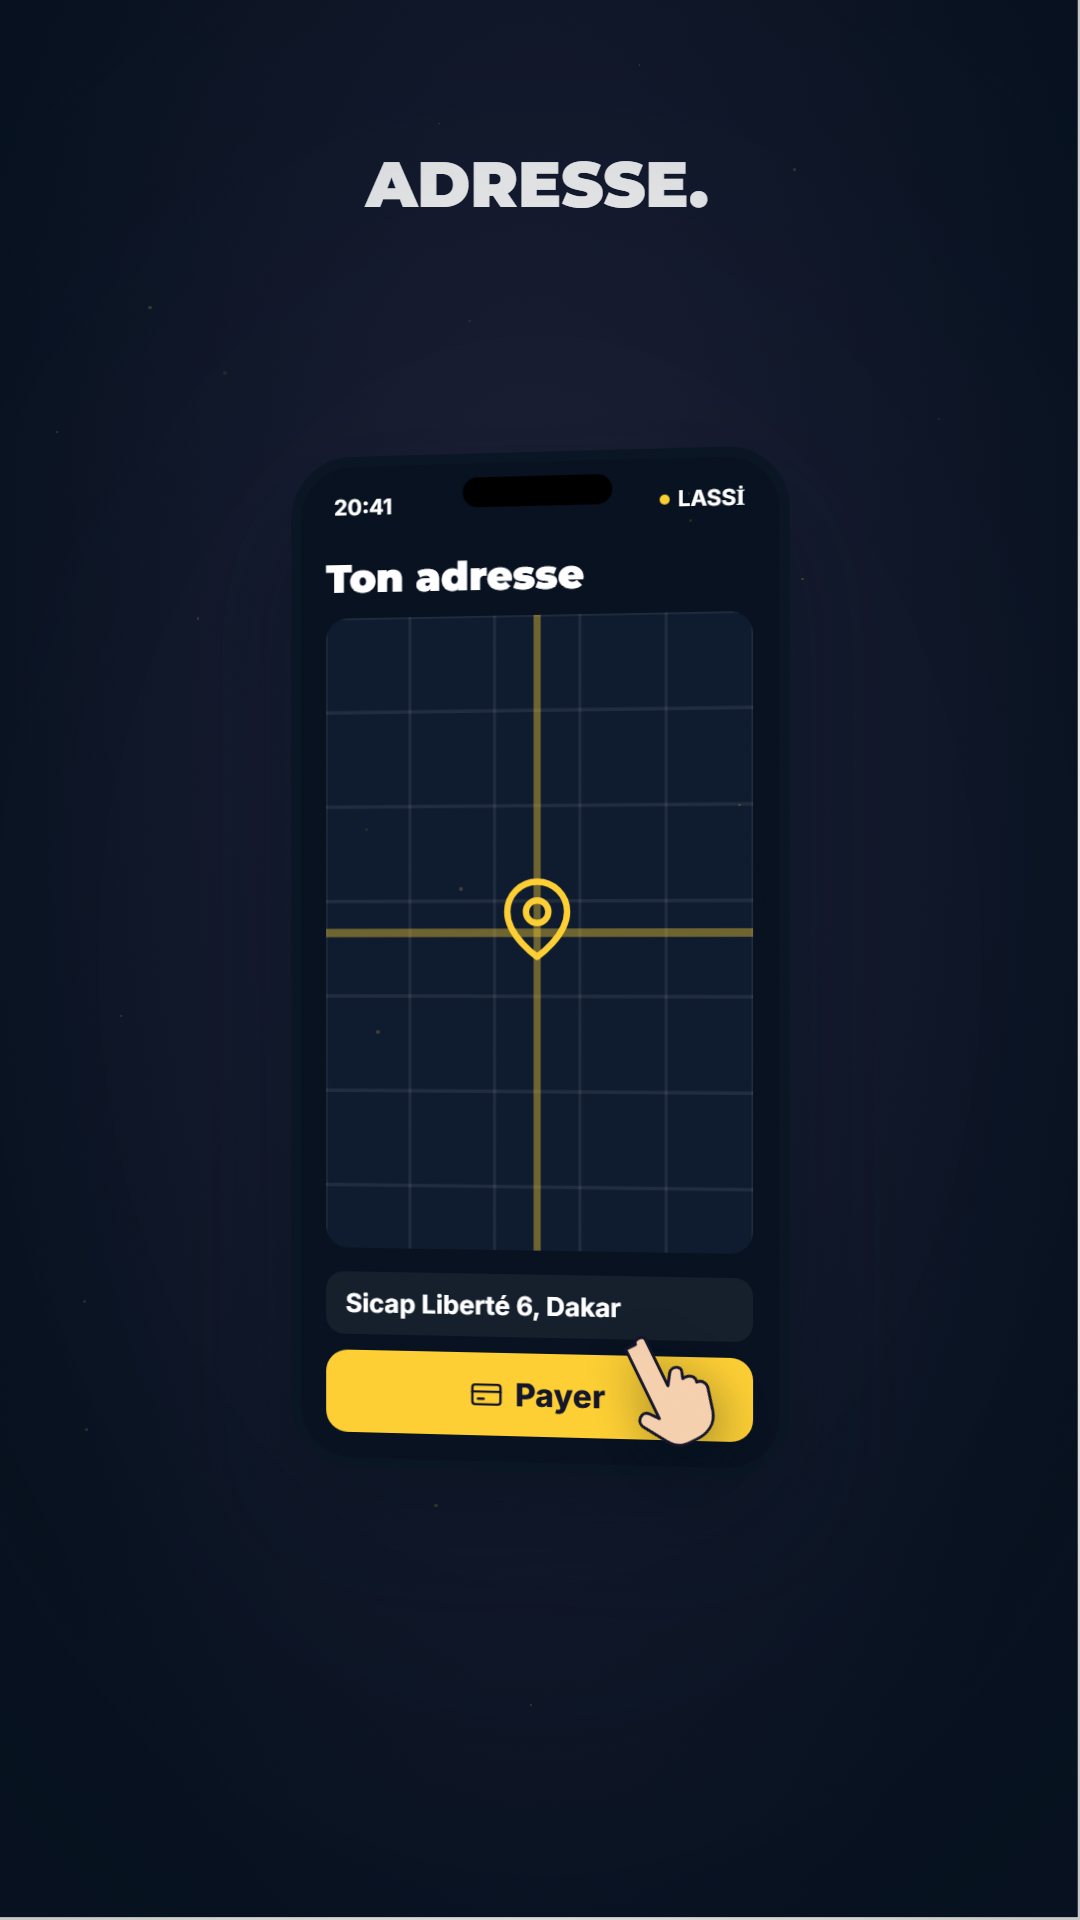 ADRESSE.
20:41
LASSİ
Ton adresse
Sicap Liberté 6, Dakar
Payer